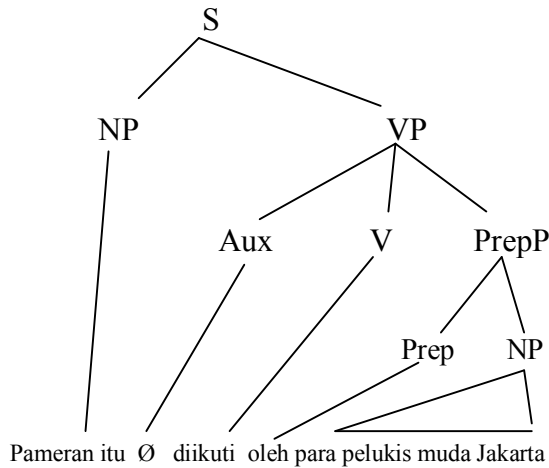 S
NP VP
Aux V PrepP
Prep NP
Pameran itu Ø diikuti oleh para pelukis muda Jakarta